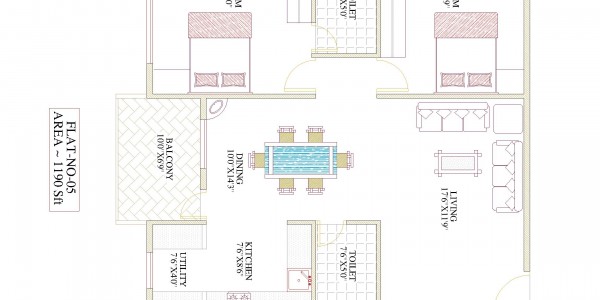 M
ILET
X5'0"
M
9"
FLAT-NO-05
AREA ~ 1190 Sft
BALCONY
10'0"X6'9"
DINING
10'0"X14'3"
LIVING
17'6"X11'9"
UTILITY
7'6"X4'0"
KITCHEN
7'6"X8'6"
TOILET
7'6"X5'0"